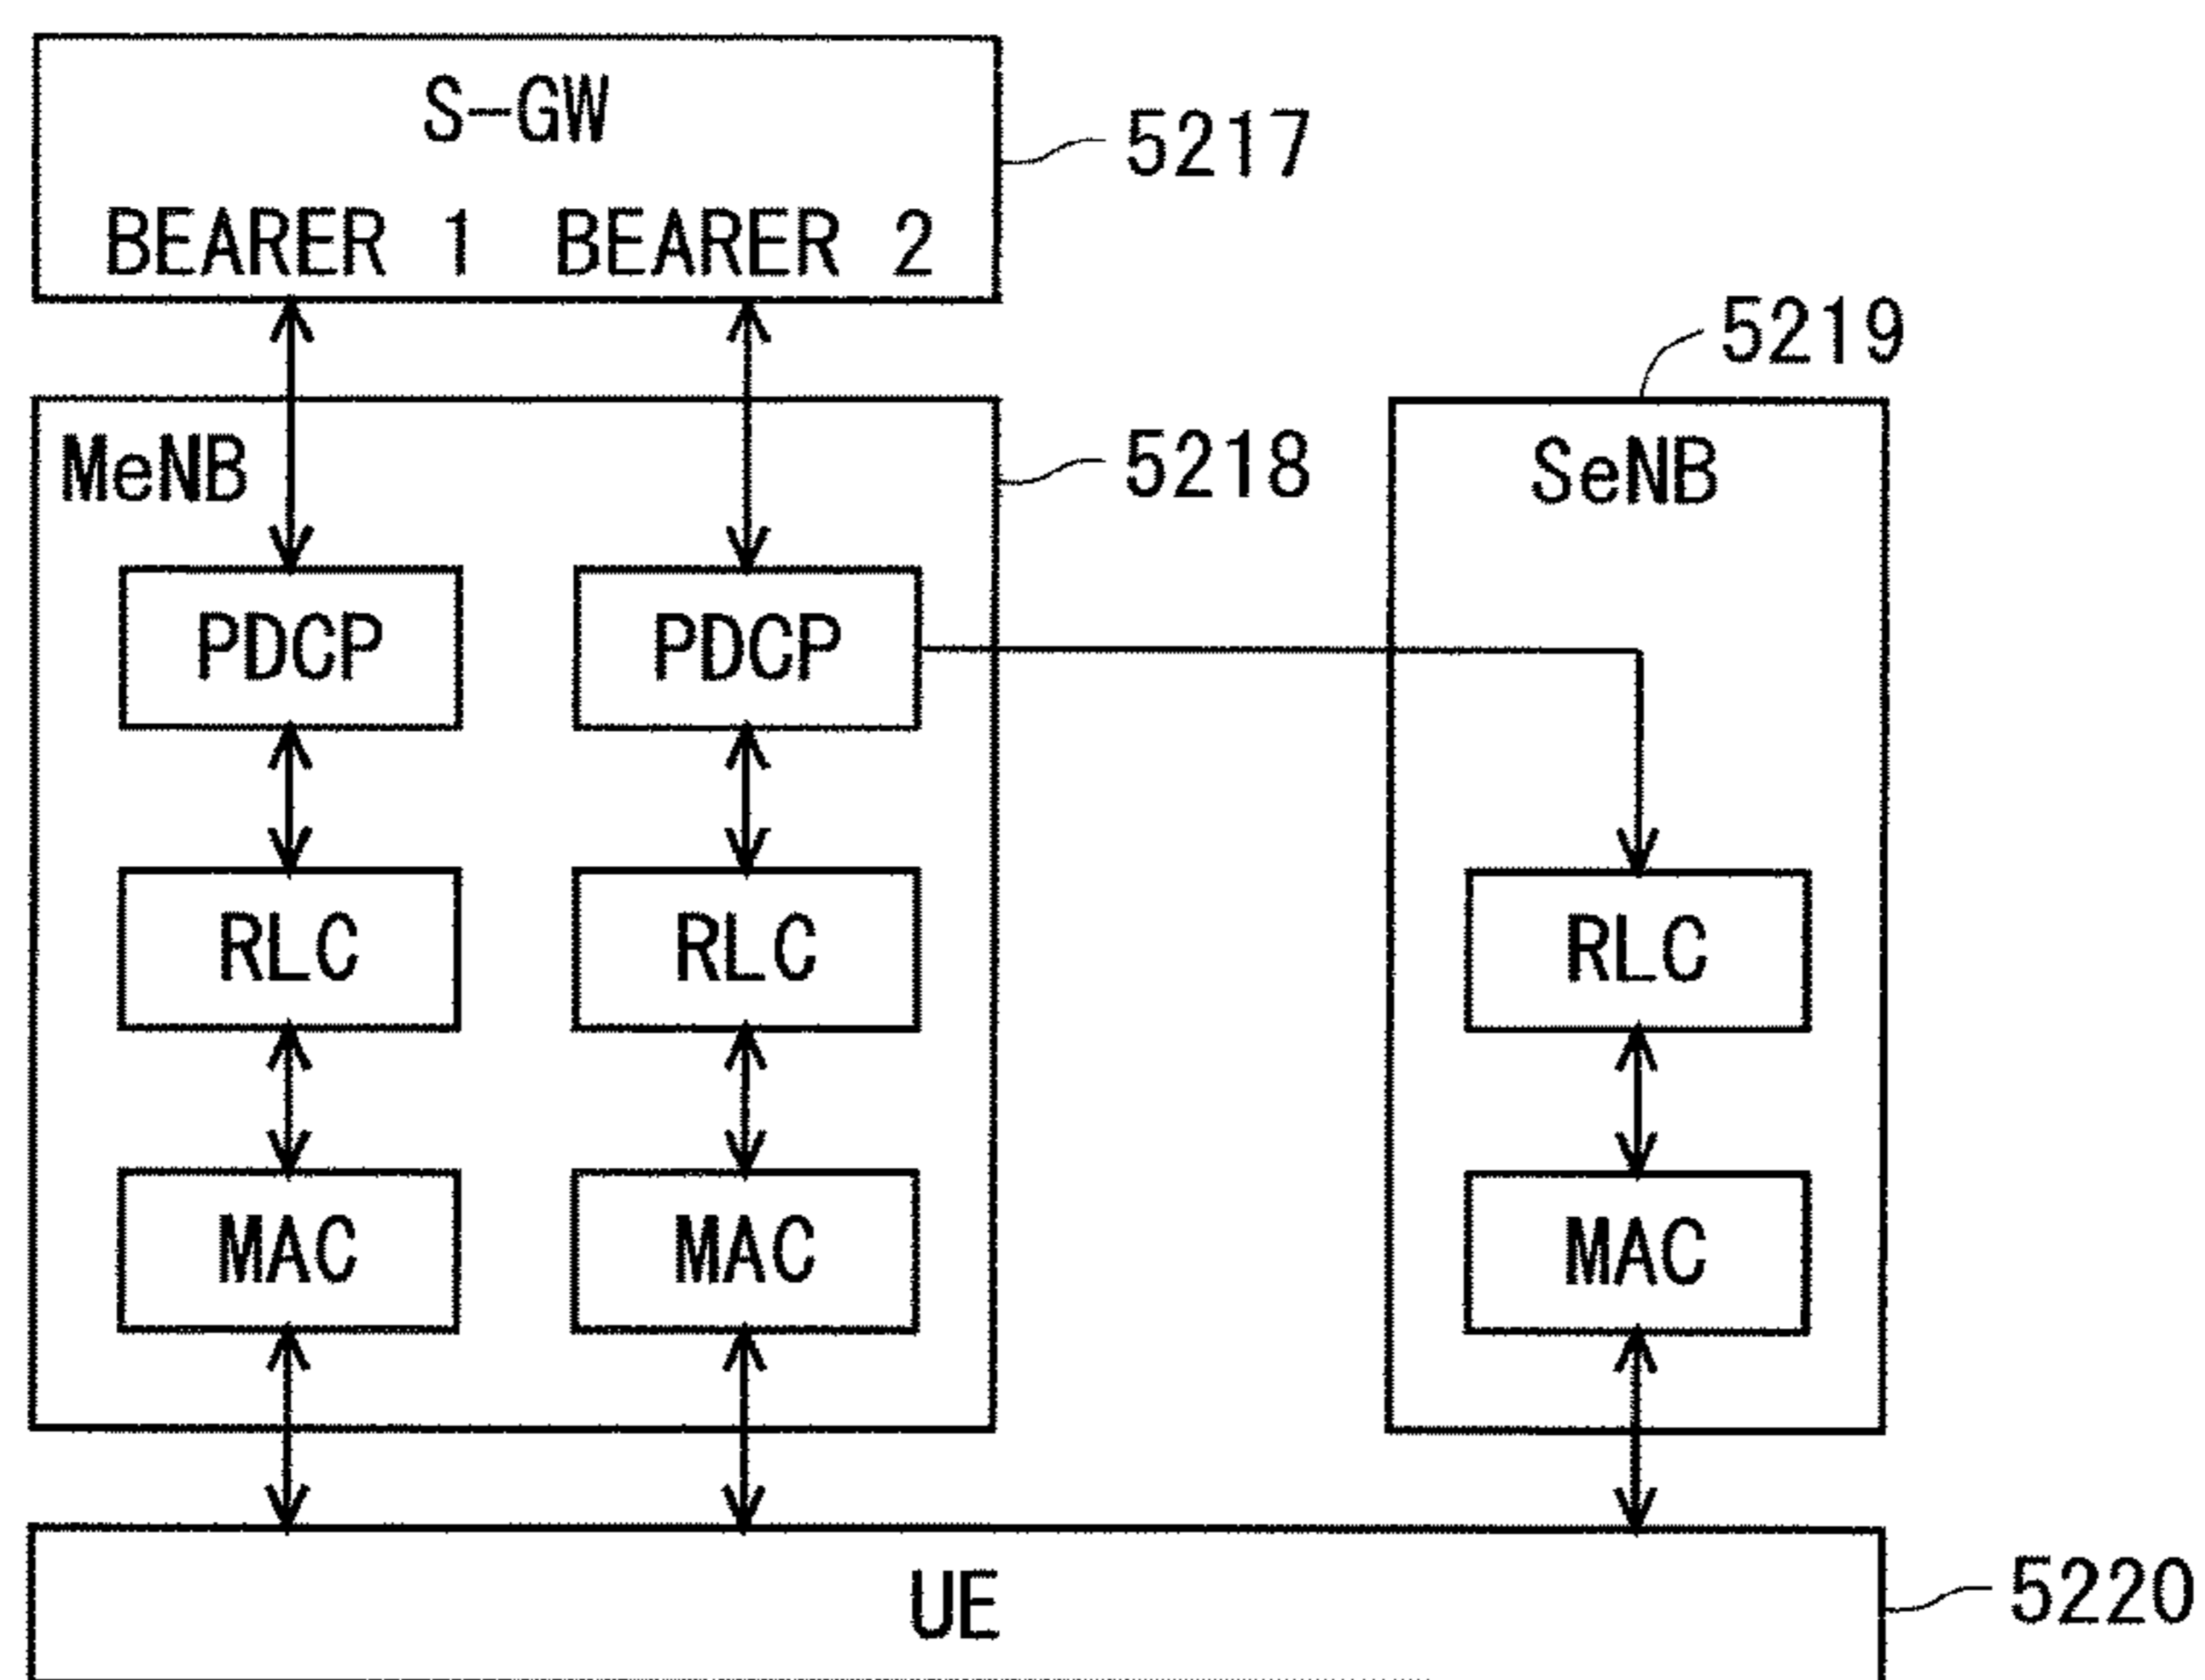 S-GW
5217
BEARER 1 BEARER 2
5219
MeNB
5218
SeNB
PDCP PDCP
RLC RLC RLC
MAC MAC MAC
UE
5220